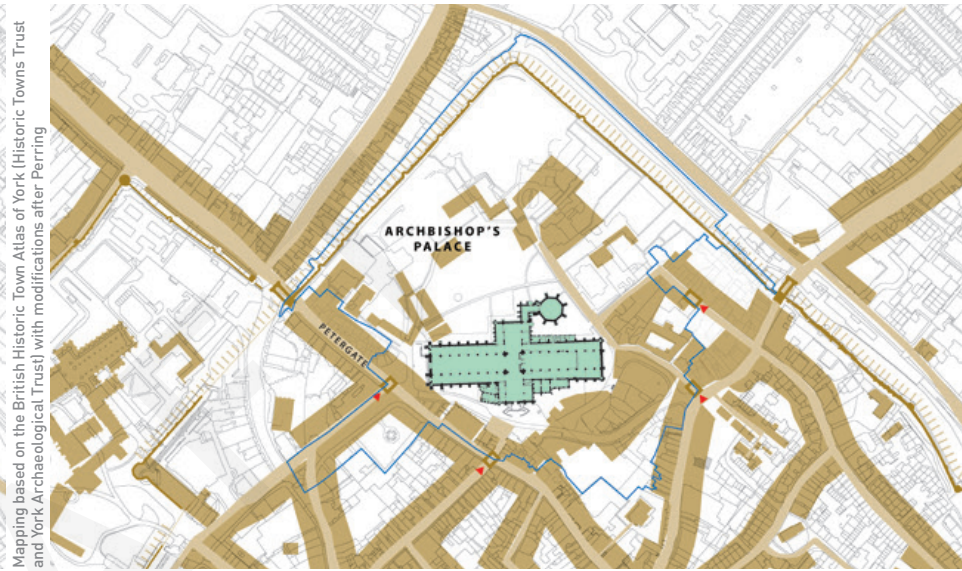 Mapping based on the British Historic Town Atlas of York (Historic Towns Trust
and York Archaeological Trust) with modifications after Perring
ARCHBISHOP'S
PALACE
PETERGATE